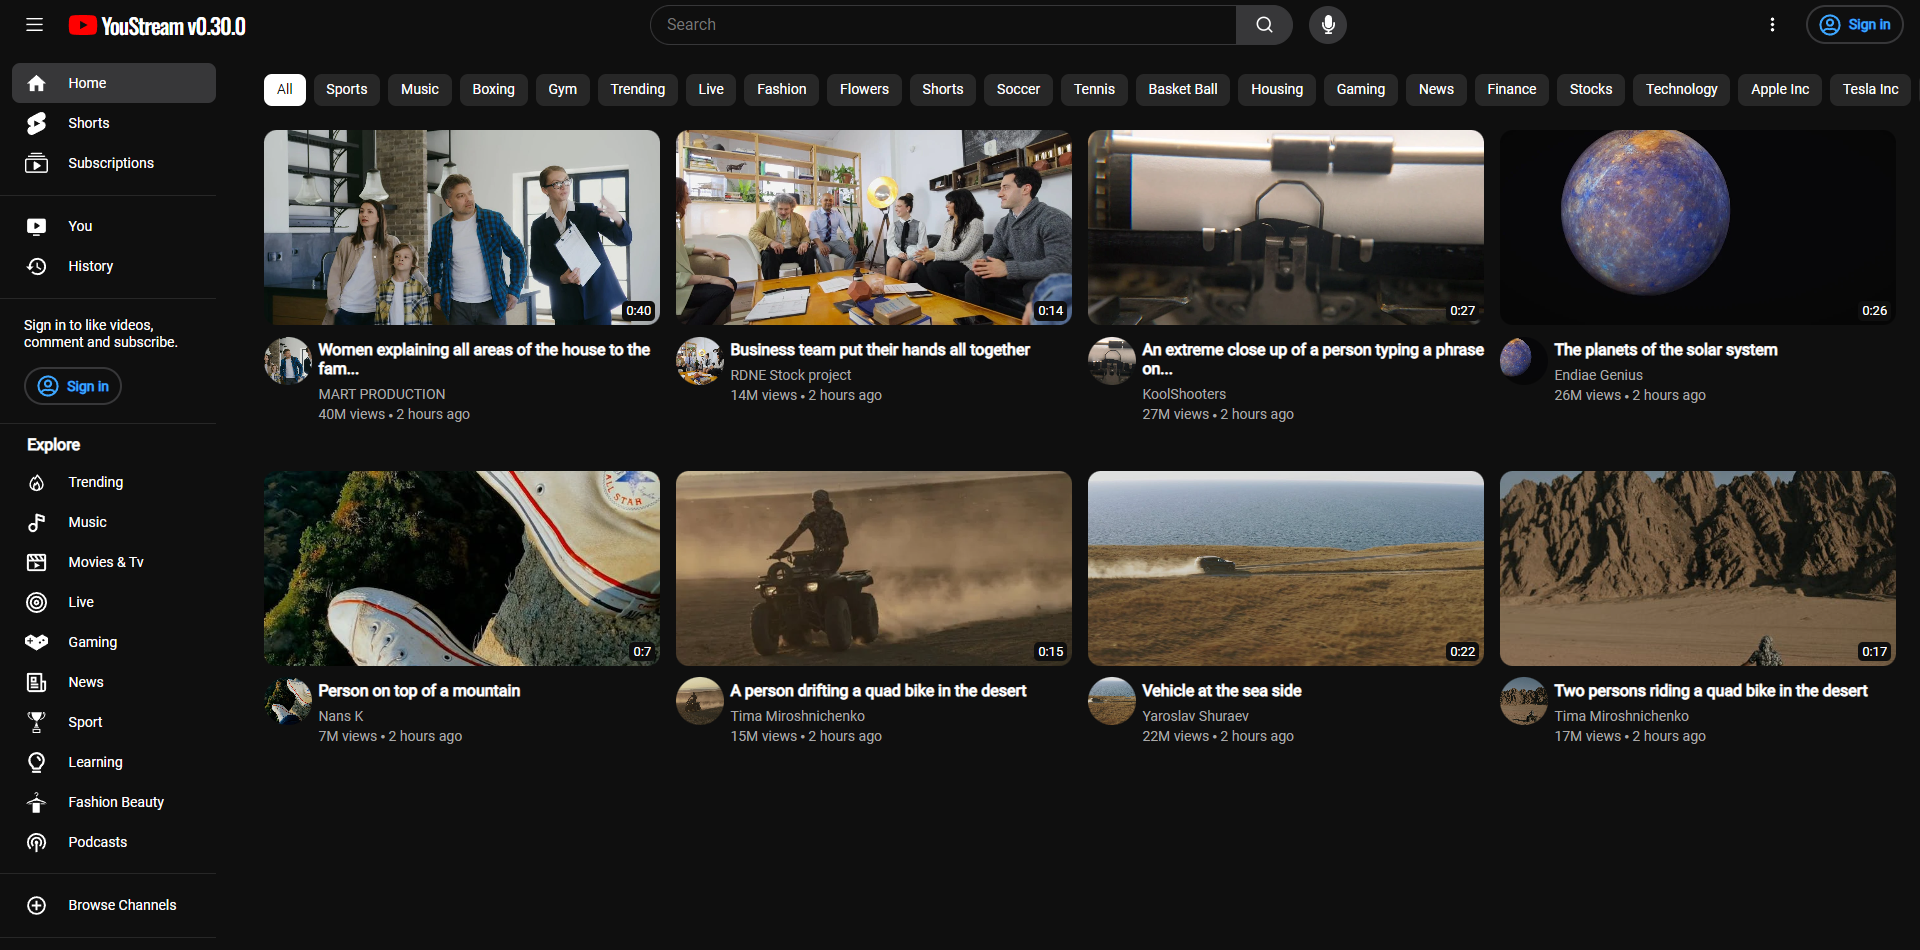 YouStream v0.30.0
Search
Sign in
Home
Shorts
Subscriptions
You
History
Sign in to like videos,
comment and subscribe.
Sign in
Explore
Trending
Music
Movies & Tv
Live
Gaming
News
Sport
Learning
Fashion Beauty
Podcasts
Browse Channels
All Sports Music Boxing Gym Trending Live Fashion Flowers Shorts Soccer Tennis Basket Ball Housing Gaming News Finance Stocks Technology Apple Inc Tesla Inc
0:40
Women explaining all areas of the house to the
fam...
MART PRODUCTION
40M views • 2 hours ago
0:14
Business team put their hands all together
RDNE Stock project
14M views • 2 hours ago
0:27
An extreme close up of a person typing a phrase
on...
KoolShooters
27M views • 2 hours ago
0:26
The planets of the solar system
Endiae Genius
26M views • 2 hours ago
ALL STAR
0:7
Person on top of a mountain
Nans K
7M views • 2 hours ago
0:15
A person drifting a quad bike in the desert
Tima Miroshnichenko
15M views • 2 hours ago
0:22
Vehicle at the sea side
Yaroslav Shuraev
22M views • 2 hours ago
0:17
Two persons riding a quad bike in the desert
Tima Miroshnichenko
17M views • 2 hours ago